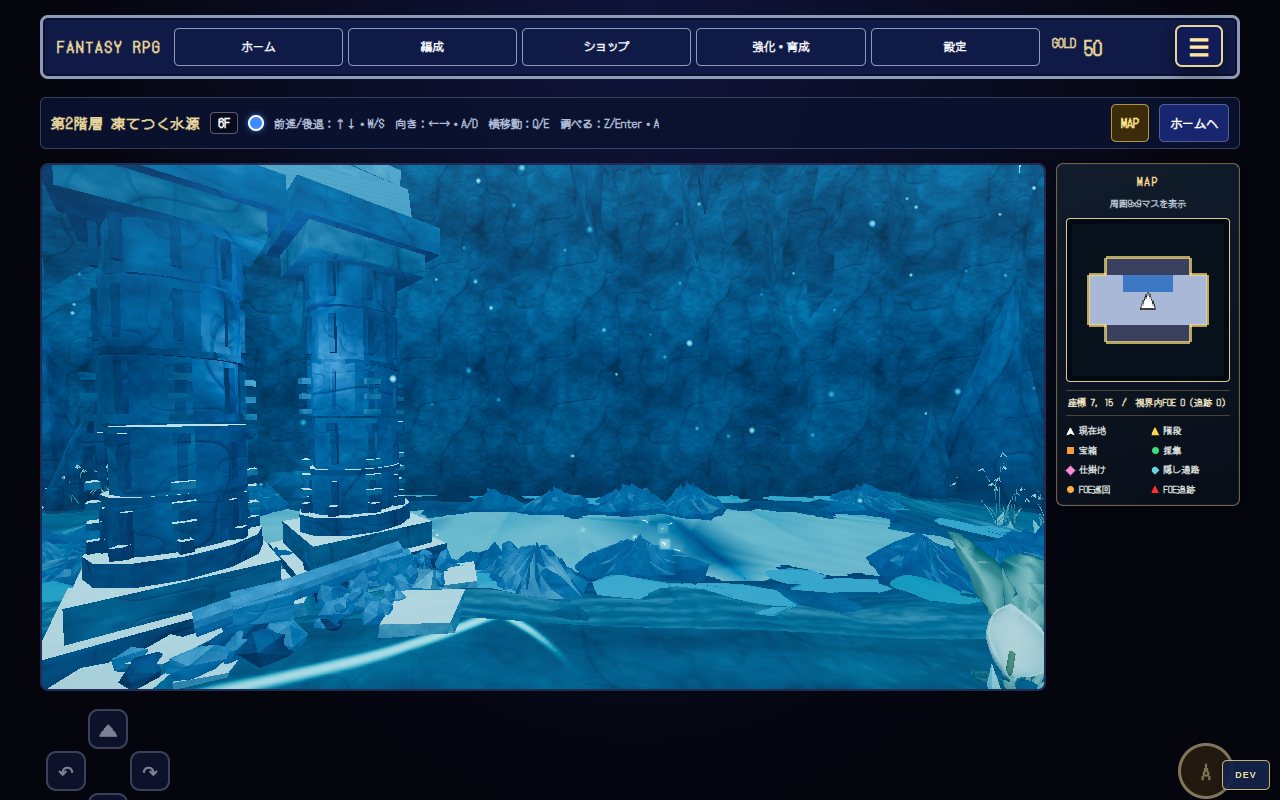 FANTASY RPG ホーム 編成 ショップ 強化・育成 設定 GOLD 50
第2階層 凍てつく水源 6F 前進/後退：↑↓・W/S 向き：←→・A/D 横移動：Q/E 調べる：Z/Enter・A MAP ホームへ
MAP
周囲9x9マスを表示
座標 7, 15 / 視界内FOE 0 (追跡 0)
現在地 階段
宝箱 採集
仕掛け 隠し通路
FOE巡回 FOE追跡
A
DEV